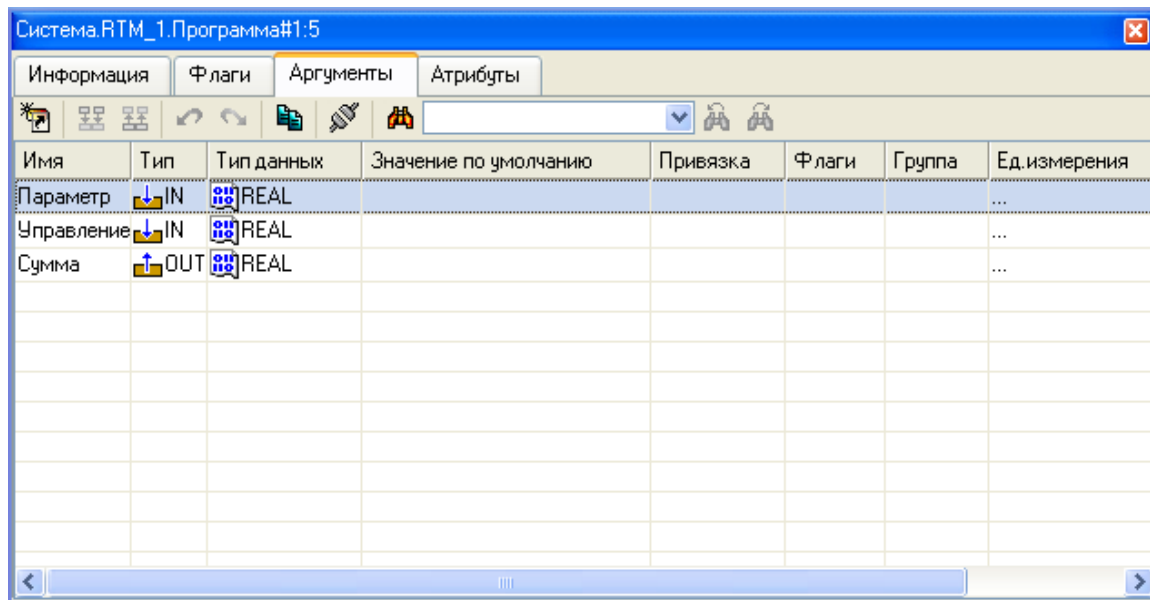 Система.RTM_1.Программа#1:5
Информация Флаги Аргументы Атрибуты
Имя Тип Тип данных Значение по умолчанию Привязка Флаги Группа Ед.измерения
Параметр IN REAL ...
Управление IN REAL ...
Сумма OUT REAL ...